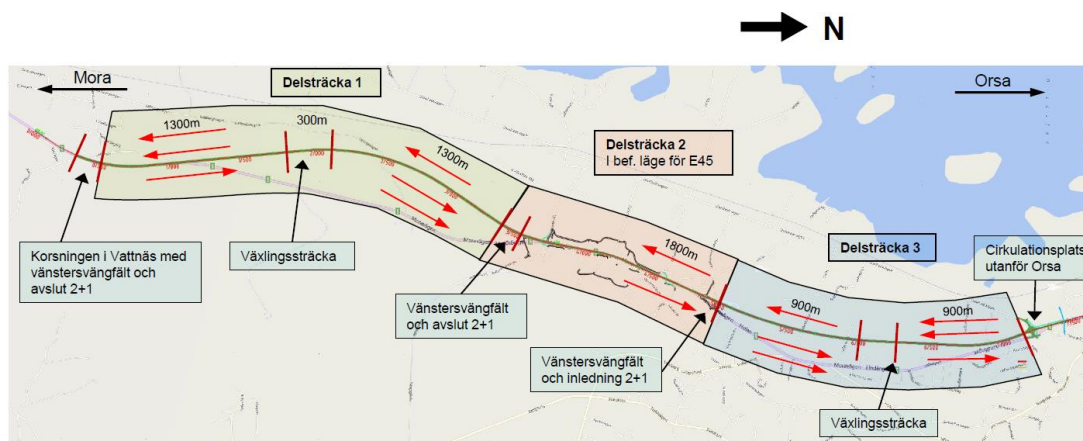 N
Mora
Delsträcka 1
Orsa
1300m
300m
1300m
Delsträcka 2
I bef. läge för E45
1800m
Delsträcka 3
Cirkulationsplats
utanför Orsa
900m
900m
Korsningen i Vattnäs med
vänstersvängfält och
avslut 2+1
Växlingssträcka
Vänstersvängfält
och avslut 2+1
Vänstersvängfält
och inledning 2+1
Växlingssträcka